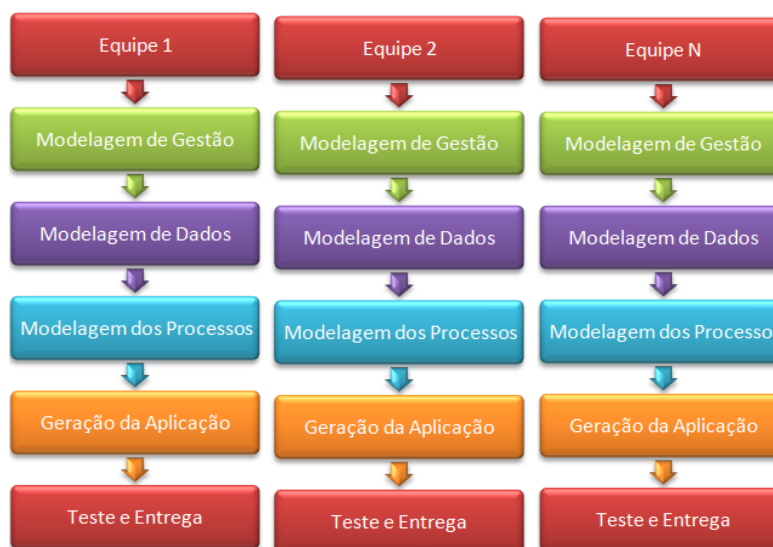 Equipe 1
Equipe 2
Equipe N
Modelagem de Gestão
Modelagem de Gestão
Modelagem de Gestão
Modelagem de Dados
Modelagem de Dados
Modelagem de Dados
Modelagem dos Processos
Modelagem dos Processos
Modelagem dos Processo
Geração da Aplicação
Geração da Aplicação
Geração da Aplicação
Teste e Entrega
Teste e Entrega
Teste e Entrega